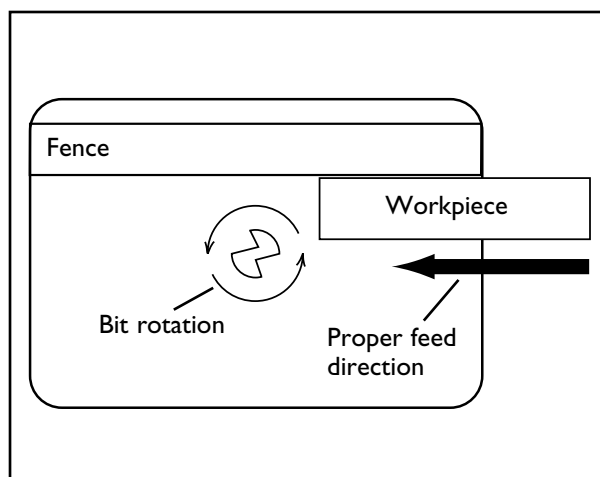 Fence
Workpiece
Bit rotation
Proper feed
direction